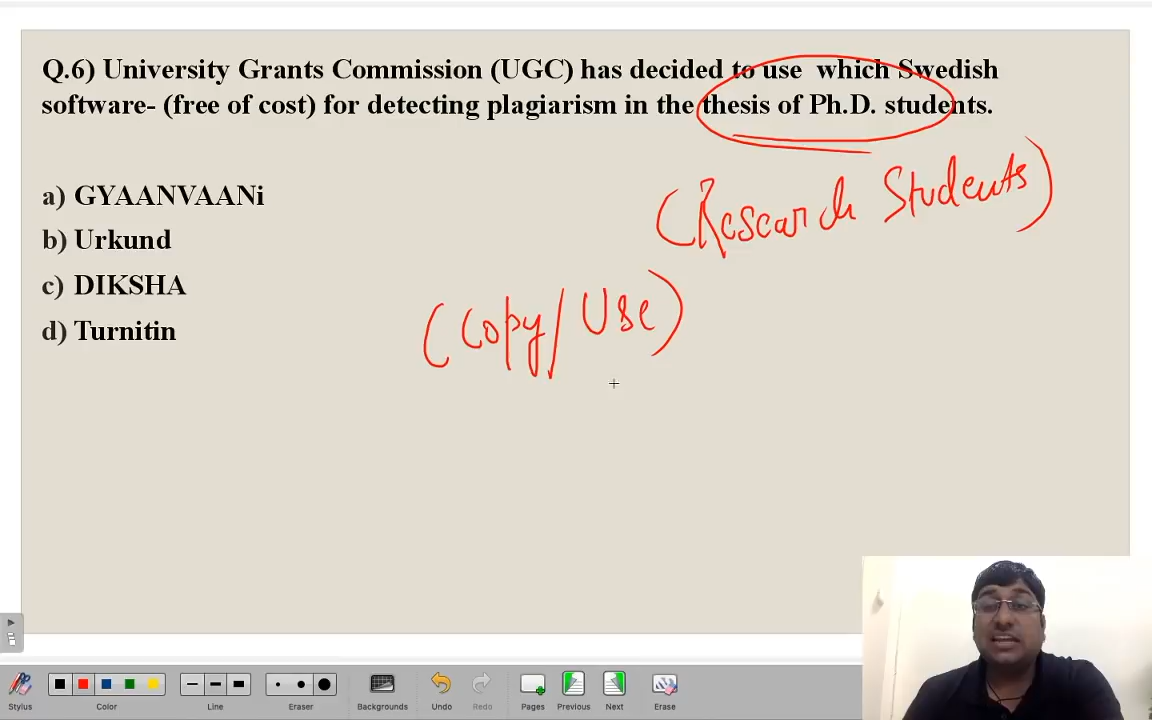 Q.6) University Grants Commission (UGC) has decided to use which Swedish
software- (free of cost) for detecting plagiarism in the thesis of Ph.D. students.
(Research Students)
a) GYAANVAANi
b) Urkund
c) DIKSHA
d) Turnitin
(Copy/Use)
Stylus
Color
Line
Eraser
Backgrounds
Undo
Redo
Pages
Previous
Next
Erase